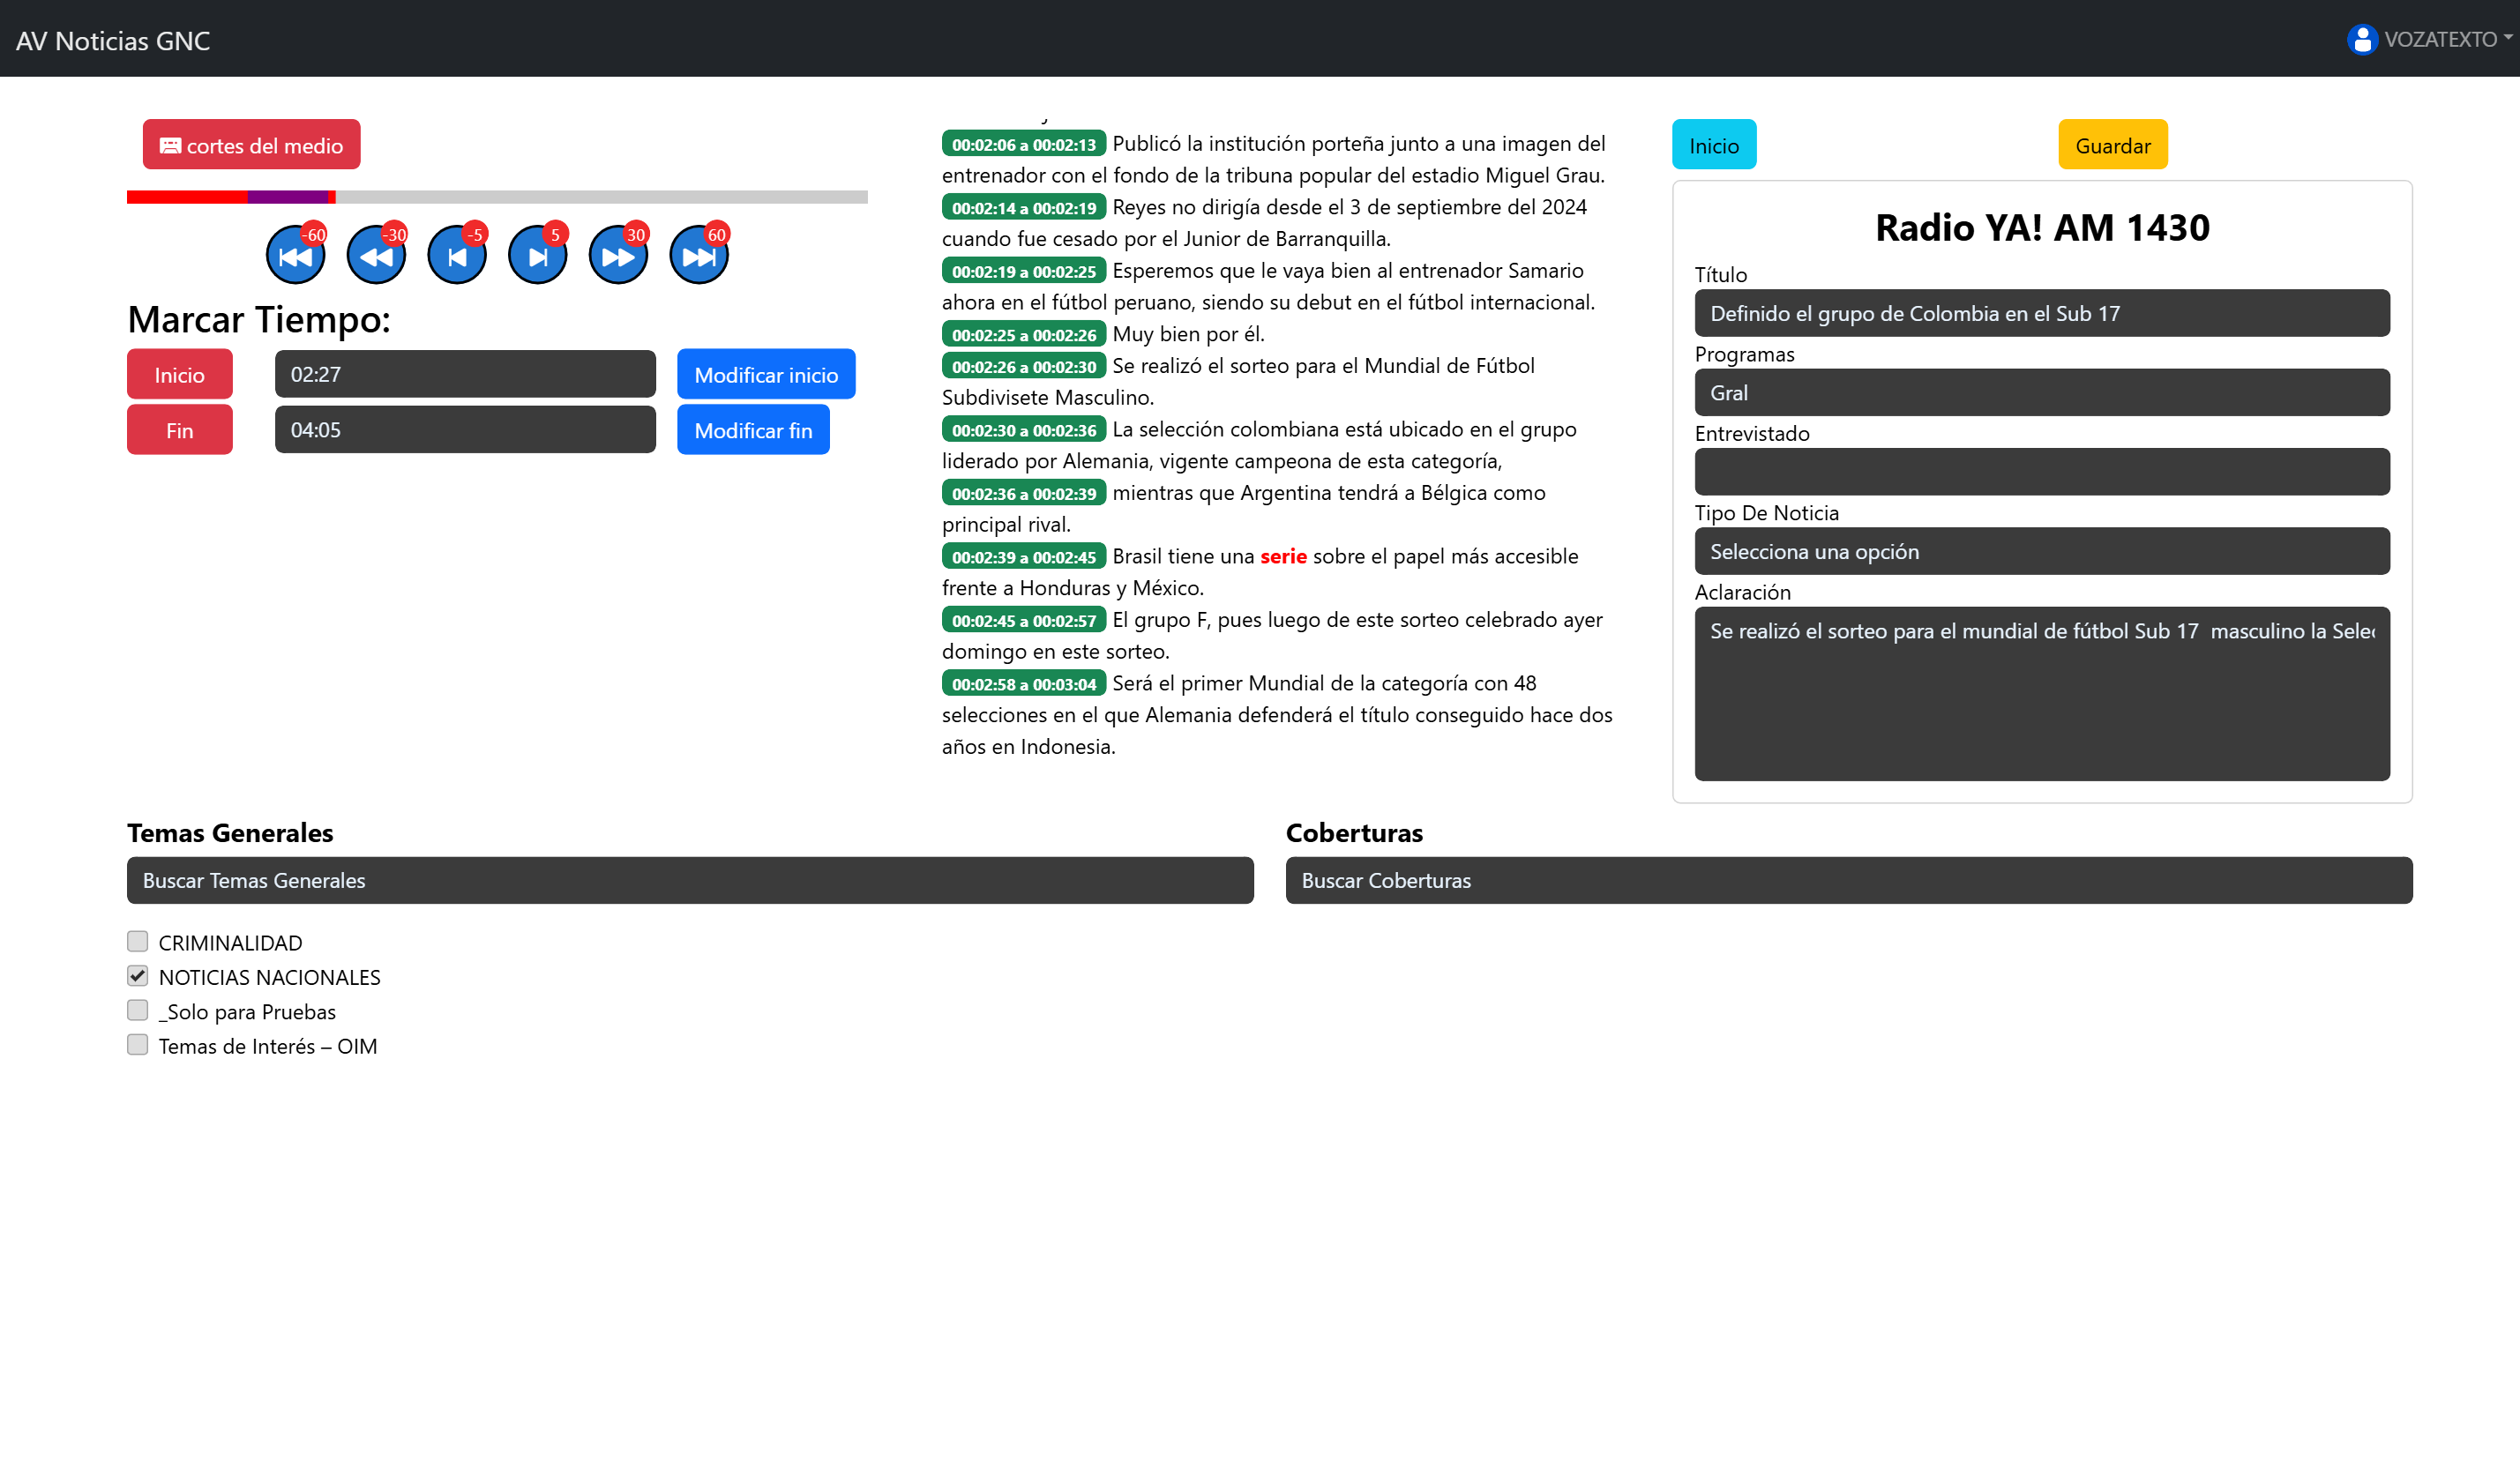 AV Noticias GNC
VOZATEXTO
cortes del medio
-60
-30
-5
5
30
60
Marcar Tiempo:
Inicio
02:27
Modificar inicio
Fin
04:05
Modificar fin
00:02:06 a 00:02:13 Publicó la institución porteña junto a una imagen del
entrenador con el fondo de la tribuna popular del estadio Miguel Grau.
00:02:14 a 00:02:19 Reyes no dirigía desde el 3 de septiembre del 2024
cuando fue cesado por el Junior de Barranquilla.
00:02:19 a 00:02:25 Esperemos que le vaya bien al entrenador Samario
ahora en el fútbol peruano, siendo su debut en el fútbol internacional.
00:02:25 a 00:02:26 Muy bien por él.
00:02:26 a 00:02:30 Se realizó el sorteo para el Mundial de Fútbol
Subdivisete Masculino.
00:02:30 a 00:02:36 La selección colombiana está ubicado en el grupo
liderado por Alemania, vigente campeona de esta categoría,
00:02:36 a 00:02:39 mientras que Argentina tendrá a Bélgica como
principal rival.
00:02:39 a 00:02:45 Brasil tiene una serie sobre el papel más accesible
frente a Honduras y México.
00:02:45 a 00:02:57 El grupo F, pues luego de este sorteo celebrado ayer
domingo en este sorteo.
00:02:58 a 00:03:04 Será el primer Mundial de la categoría con 48
selecciones en el que Alemania defenderá el título conseguido hace dos
años en Indonesia.
Inicio
Guardar
Radio YA! AM 1430
Título
Definido el grupo de Colombia en el Sub 17
Programas
Gral
Entrevistado
Tipo De Noticia
Selecciona una opción
Aclaración
Se realizó el sorteo para el mundial de fútbol Sub 17  masculino la Selec
Temas Generales
Buscar Temas Generales
CRIMINALIDAD
NOTICIAS NACIONALES
_Solo para Pruebas
Temas de Interés – OIM
Coberturas
Buscar Coberturas